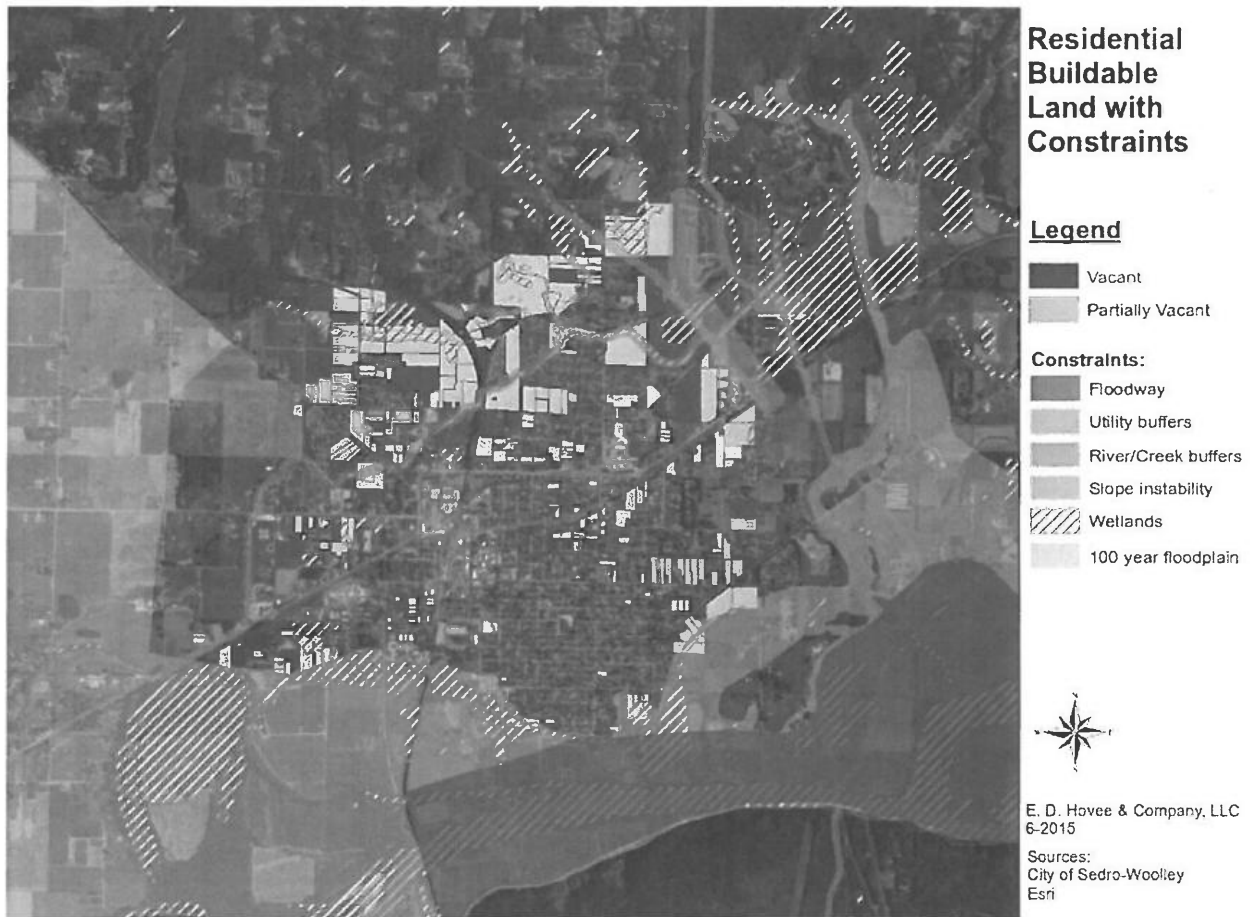 Residential
Buildable
Land with
Constraints
Legend
Vacant
Partially Vacant
Constraints:
Floodway
Utility buffers
River/Creek buffers
Slope instability
Wetlands
100 year floodplain
E. D. Hovee & Company, LLC
6-2015
Sources:
City of Sedro-Woolley
Esri